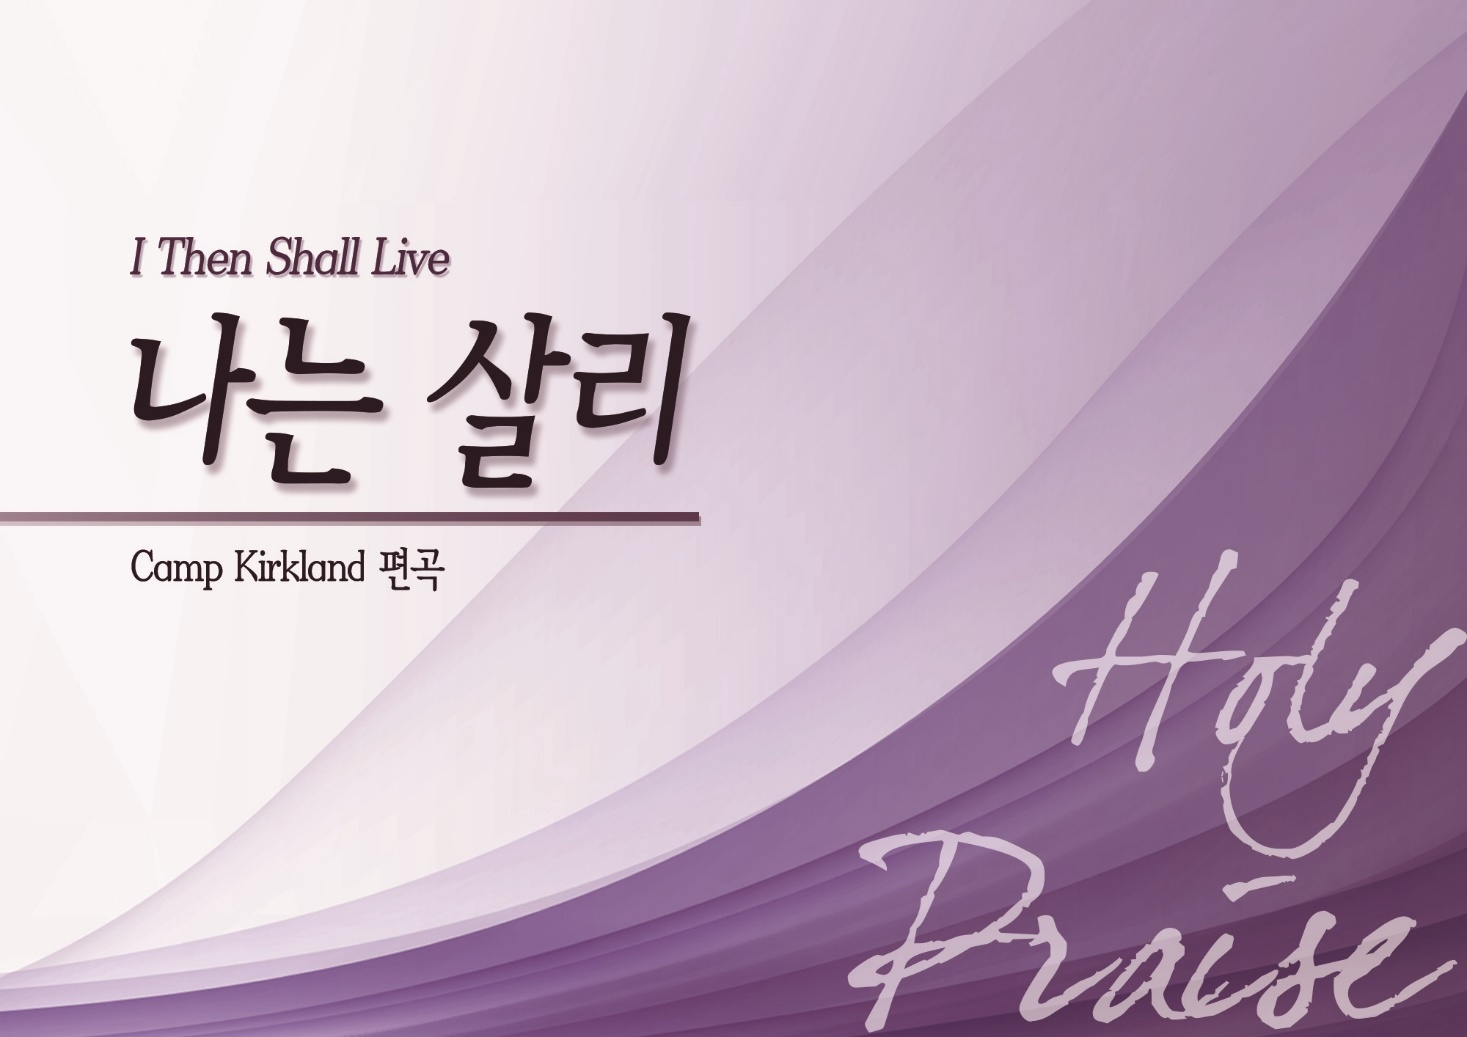 I Then Shall Live
나는 살리
Camp Kirkland 편곡
Holy
Praise